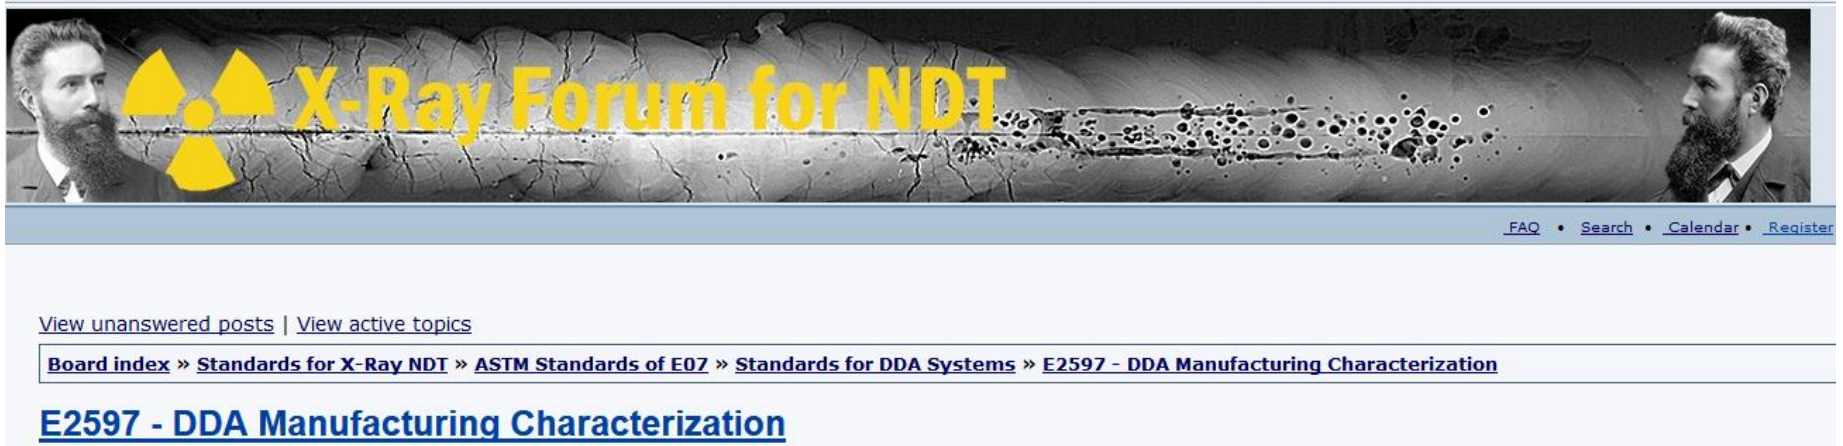 X-Ray Forum for NDT
FAQ • Search • Calendar • Register
View unanswered posts | View active topics
Board index » Standards for X-Ray NDT » ASTM Standards of E07 » Standards for DDA Systems » E2597 - DDA Manufacturing Characterization
E2597 - DDA Manufacturing Characterization